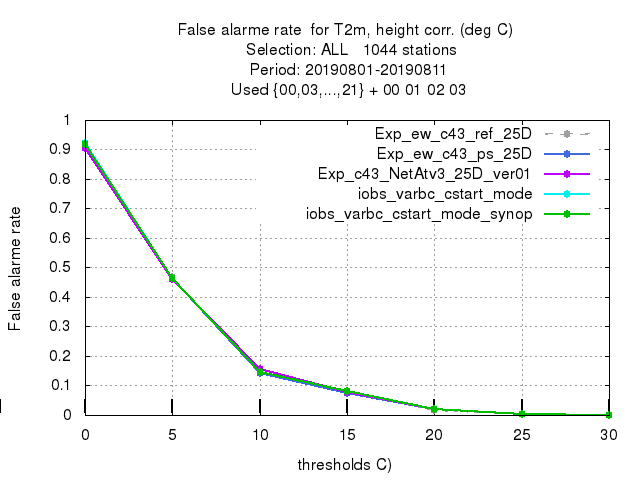 False alarme rate  for T2m, height corr. (deg C)
Selection: ALL   1044 stations
Period: 20190801-20190811
Used {00,03,...,21} + 00 01 02 03
Exp_ew_c43_ref_25D
Exp_ew_c43_ps_25D
Exp_c43_NetAtv3_25D_ver01
iobs_varbc_cstart_mode
iobs_varbc_cstart_mode_synop
False alarme rate
1
0.9
0.8
0.7
0.6
0.5
0.4
0.3
0.2
0.1
0
0 5 10 15 20 25 30
thresholds C)